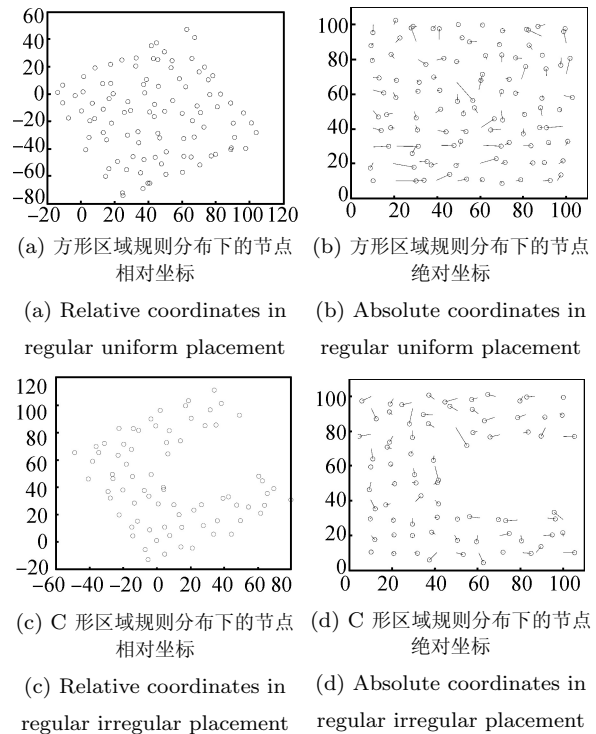 60
40
20
0
−20
−40
−60
−80
−20 0 20 40 60 80 100 120
100
80
60
40
20
0
0 20 40 60 80 100
(a) 方形区域规则分布下的节点
相对坐标
(a) Relative coordinates in
regular uniform placement
(b) 方形区域规则分布下的节点
绝对坐标
(b) Absolute coordinates in
regular uniform placement
120
100
80
60
40
20
0
−20
−60 −40 −20 0 20 40 60 80
100
80
60
40
20
0
0 20 40 60 80 100
(c) C 形区域规则分布下的节点
相对坐标
(c) Relative coordinates in
regular irregular placement
(d) C 形区域规则分布下的节点
绝对坐标
(d) Absolute coordinates in
regular irregular placement